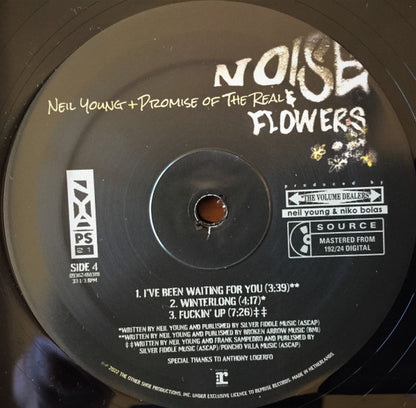 NOISE
NEIL YOUNG + PROMISE OF THE REAL &
FLOWERS
produced by
THE VOLUME DEALERS
neil young & niko bolas
SOURCE
MASTERED FROM
192/24 DIGITAL
NYA
PS
21
SIDE 4
33 1/3 RPM
1. I'VE BEEN WAITING FOR YOU (3:39)**
2. WINTERLONG (4:17)*
3. FUCKIN' UP (7:26)‡‡
*WRITTEN BY NEIL YOUNG AND PUBLISHED BY SILVER FIDDLE MUSIC (ASCAP)
**WRITTEN BY NEIL YOUNG AND PUBLISHED BY BROKEN ARROW MUSIC (BMI)
‡‡WRITTEN BY NEIL YOUNG AND FRANK SAMPEDRO AND PUBLISHED BY
SILVER FIDDLE MUSIC (ASCAP)/PONCHO VILLA MUSIC (ASCAP)
SPECIAL THANKS TO ANTHONY LOGERFO
2022 THE OTHER SHOE PRODUCTIONS, INC. UNDER EXCLUSIVE LICENCE TO REPRISE RECORDS. MADE IN NETHERLANDS